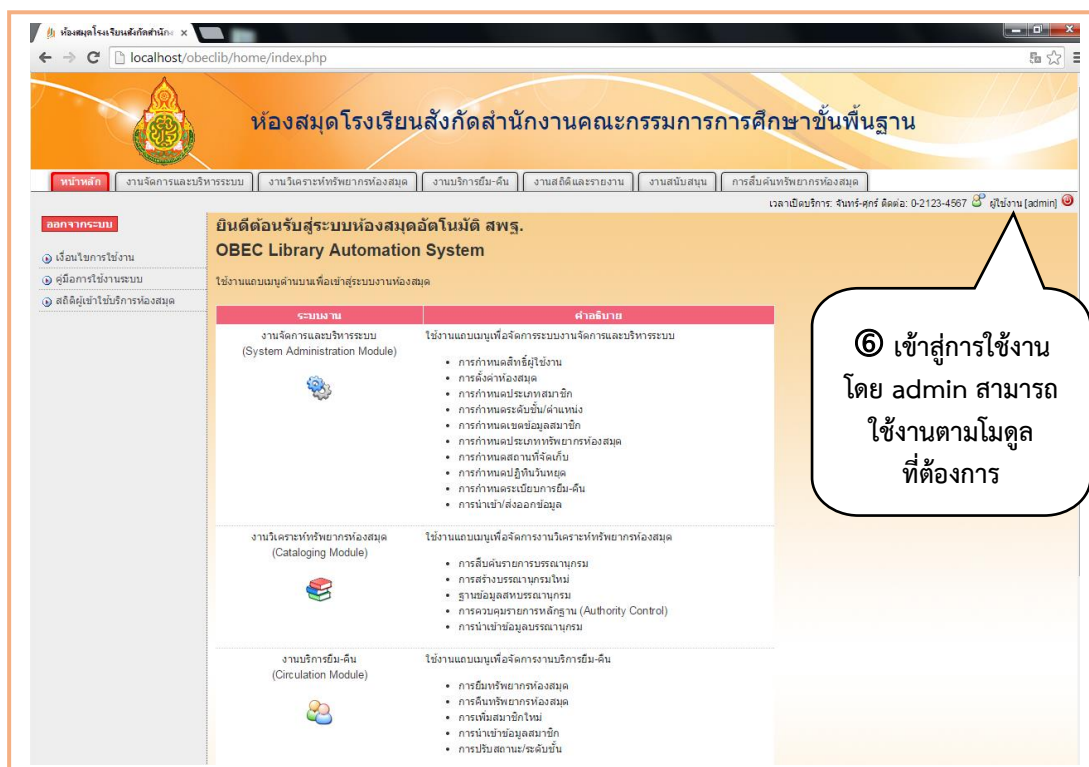 ห้องสมุดโรงเรียนสังกัดสำนัก
localhost/obeclib/home/index.php
ห้องสมุดโรงเรียนสังกัดสำนักงานคณะกรรมการการศึกษาขั้นพื้นฐาน
หน้าหลัก งานจัดการและบริหารระบบ งานวิเคราะห์ทรัพยากรห้องสมุด งานบริการยืม-คืน งานสถิติและรายงาน งานสนับสนุน การสืบค้นทรัพยากรห้องสมุด
เวลาเปิดบริการ: จันทร์-ศุกร์ ติดต่อ: 0-2123-4567 ผู้ใช้งาน [admin]
ออกจากระบบ
เงื่อนไขการใช้งาน
คู่มือการใช้งานระบบ
สถิติผู้เข้าใช้บริการห้องสมุด
ยินดีต้อนรับสู่ระบบห้องสมุดอัตโนมัติ สพฐ.
OBEC Library Automation System
ใช้งานแถบเมนูด้านบนเพื่อเข้าสู่ระบบงานห้องสมุด
ระบบงาน คำอธิบาย
งานจัดการและบริหารระบบ
(System Administration Module)
ใช้งานแถบเมนูเพื่อจัดการระบบงานจัดการและบริหารระบบ
• การกำหนดสิทธิ์ผู้ใช้งาน
• การตั้งค่าห้องสมุด
• การกำหนดประเภทสมาชิก
• การกำหนดระดับชั้น/ตำแหน่ง
• การกำหนดเขตข้อมูลสมาชิก
• การกำหนดประเภททรัพยากรห้องสมุด
• การกำหนดสถานที่จัดเก็บ
• การกำหนดปฏิทินวันหยุด
• การกำหนดระเบียบการยืม-คืน
• การนำเข้า/ส่งออกข้อมูล
งานวิเคราะห์ทรัพยากรห้องสมุด
(Cataloging Module)
ใช้งานแถบเมนูเพื่อจัดการงานวิเคราะห์ทรัพยากรห้องสมุด
• การสืบค้นรายการบรรณานุกรม
• การสร้างบรรณานุกรมใหม่
• ฐานข้อมูลสหบรรณานุกรม
• การควบคุมรายการหลักฐาน (Authority Control)
• การนำเข้าข้อมูลบรรณานุกรม
งานบริการยืม-คืน
(Circulation Module)
ใช้งานแถบเมนูเพื่อจัดการงานบริการยืม-คืน
• การยืมทรัพยากรห้องสมุด
• การคืนทรัพยากรห้องสมุด
• การเพิ่มสมาชิกใหม่
• การนำเข้าข้อมูลสมาชิก
• การปรับสถานะ/ระดับชั้น
⑥ เข้าสู่การใช้งาน
โดย admin สามารถ
ใช้งานตามโมดูล
ที่ต้องการ